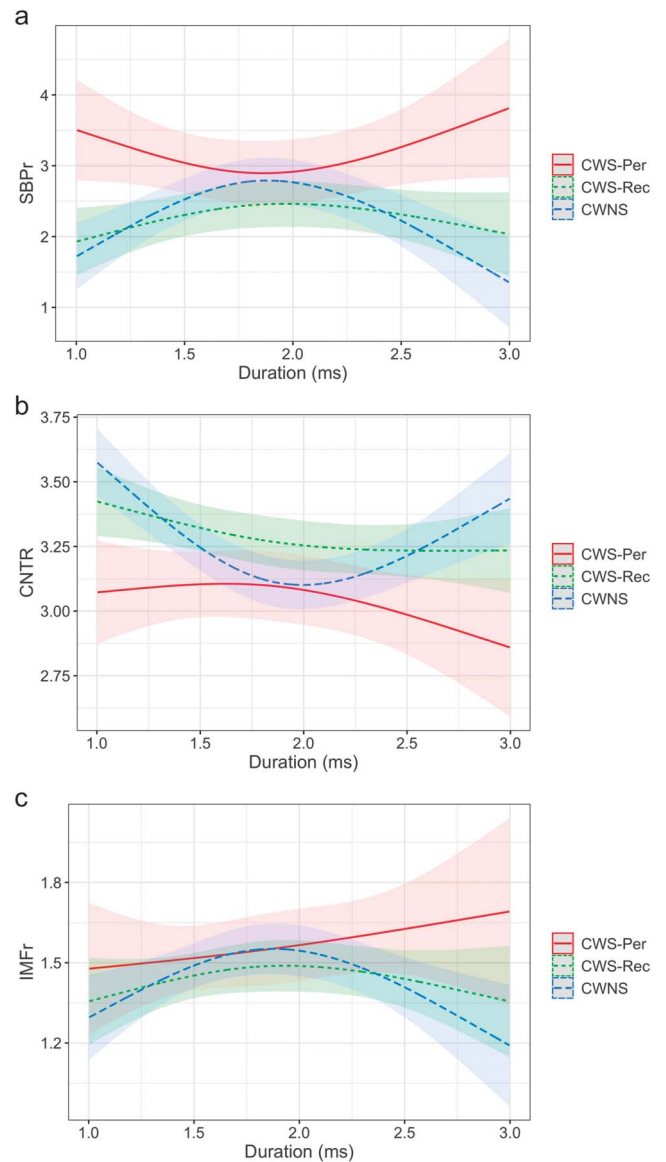 a
4
3
2
1
SBPr
1.0 1.5 2.0 2.5 3.0
Duration (ms)
CWS-Per
CWS-Rec
CWNS
b
3.75
3.50
3.25
3.00
2.75
CNTR
1.0 1.5 2.0 2.5 3.0
Duration (ms)
CWS-Per
CWS-Rec
CWNS
c
1.8
1.5
1.2
IMFr
1.0 1.5 2.0 2.5 3.0
Duration (ms)
CWS-Per
CWS-Rec
CWNS